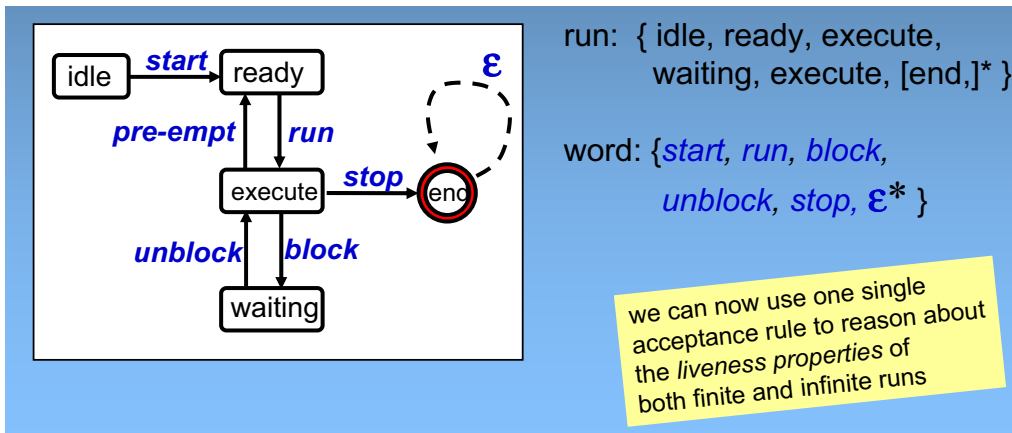 idle
start
ready
ε
pre-empt
run
execute
stop
end
unblock
block
waiting
run: { idle, ready, execute,
waiting, execute, [end,]* }
word: {start, run, block,
unblock, stop, ε* }
we can now use one single
acceptance rule to reason about
the liveness properties of
both finite and infinite runs